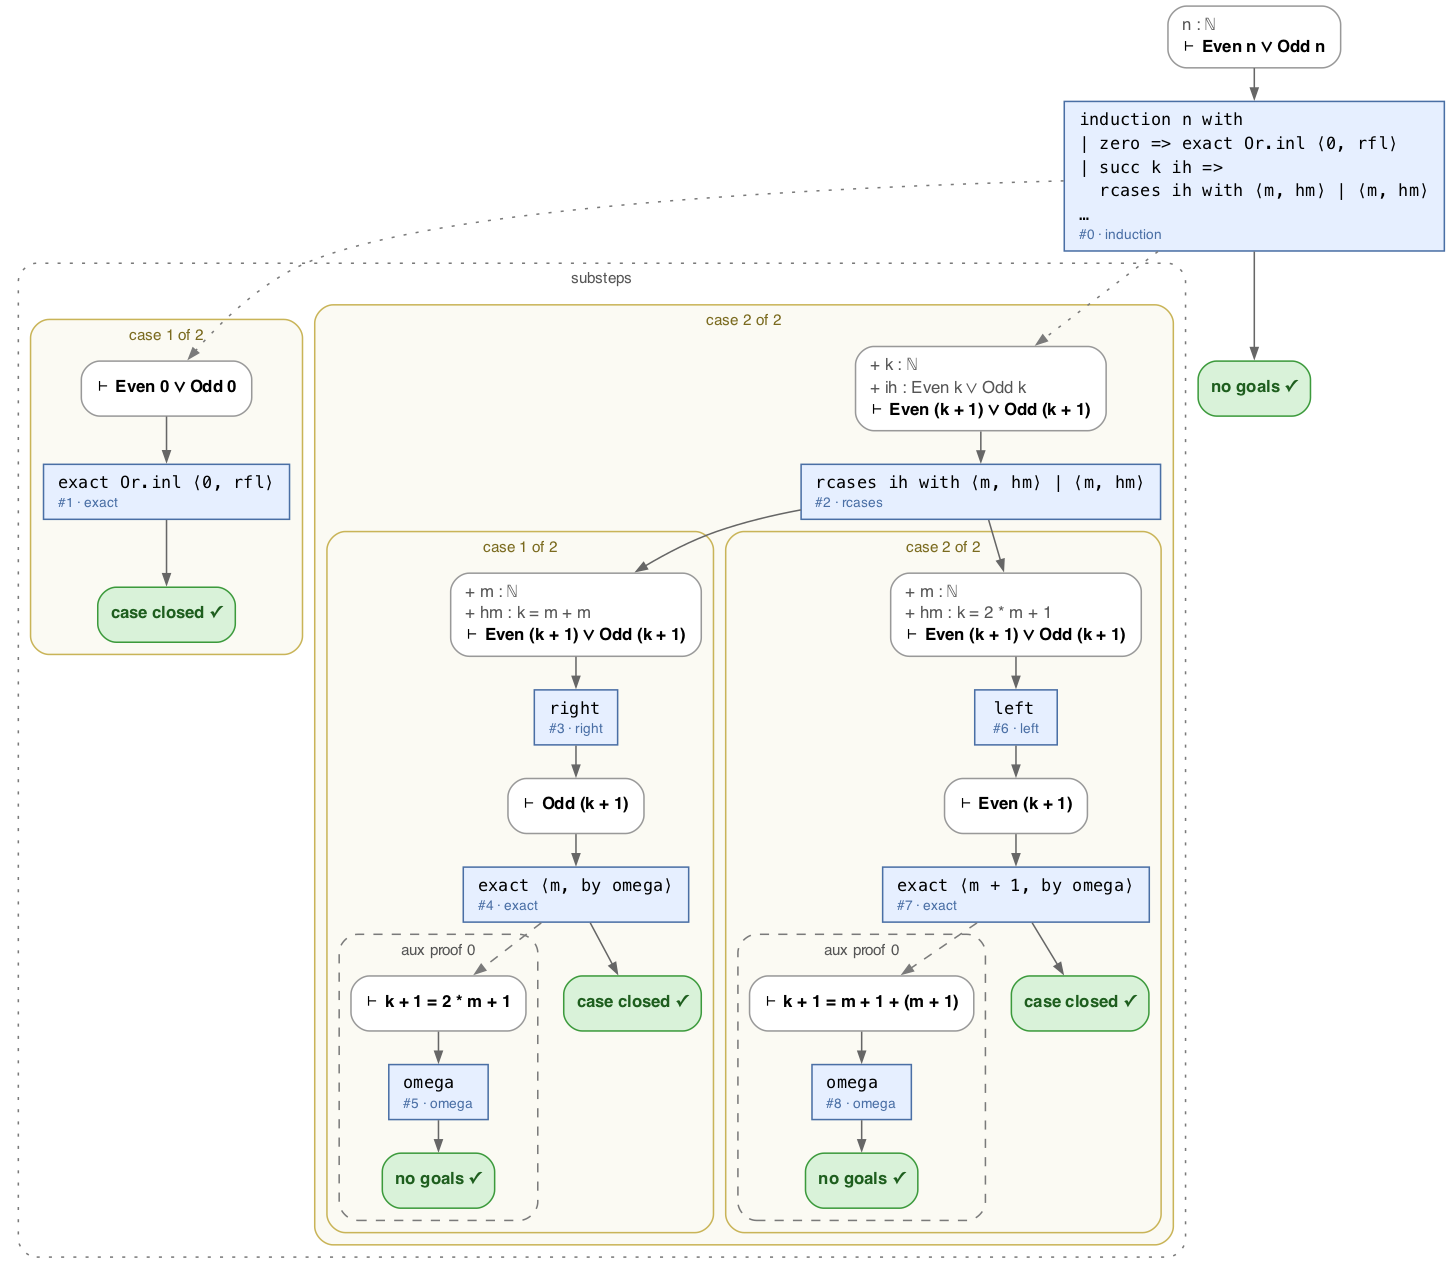 n : ℕ
⊢ Even n ∨ Odd n
induction n with
| zero => exact Or.inl ⟨0, rfl⟩
| succ k ih =>
  rcases ih with ⟨m, hm⟩ | ⟨m, hm⟩
…
#0 · induction
substeps
case 1 of 2
⊢ Even 0 ∨ Odd 0
exact Or.inl ⟨0, rfl⟩
#1 · exact
case closed ✓
case 2 of 2
+ k : ℕ
+ ih : Even k ∨ Odd k
⊢ Even (k + 1) ∨ Odd (k + 1)
no goals ✓
rcases ih with ⟨m, hm⟩ | ⟨m, hm⟩
#2 · rcases
case 1 of 2
+ m : ℕ
+ hm : k = m + m
⊢ Even (k + 1) ∨ Odd (k + 1)
right
#3 · right
⊢ Odd (k + 1)
exact ⟨m, by omega⟩
#4 · exact
aux proof 0
⊢ k + 1 = 2 * m + 1
omega
#5 · omega
no goals ✓
case closed ✓
case 2 of 2
+ m : ℕ
+ hm : k = 2 * m + 1
⊢ Even (k + 1) ∨ Odd (k + 1)
left
#6 · left
⊢ Even (k + 1)
exact ⟨m + 1, by omega⟩
#7 · exact
aux proof 0
⊢ k + 1 = m + 1 + (m + 1)
omega
#8 · omega
no goals ✓
case closed ✓